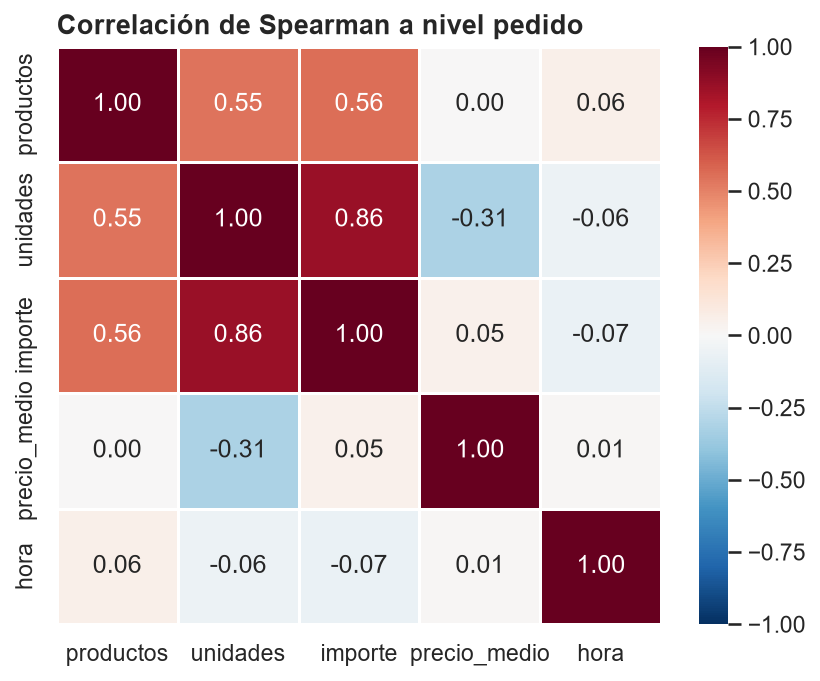 Correlación de Spearman a nivel pedido
productos 1.00 0.55 0.56 0.00 0.06
unidades 0.55 1.00 0.86 -0.31 -0.06
importe 0.56 0.86 1.00 0.05 -0.07
precio_medio 0.00 -0.31 0.05 1.00 0.01
hora 0.06 -0.06 -0.07 0.01 1.00
productos unidades importe precio_medio hora
1.00
0.75
0.50
0.25
0.00
−0.25
−0.50
−0.75
−1.00